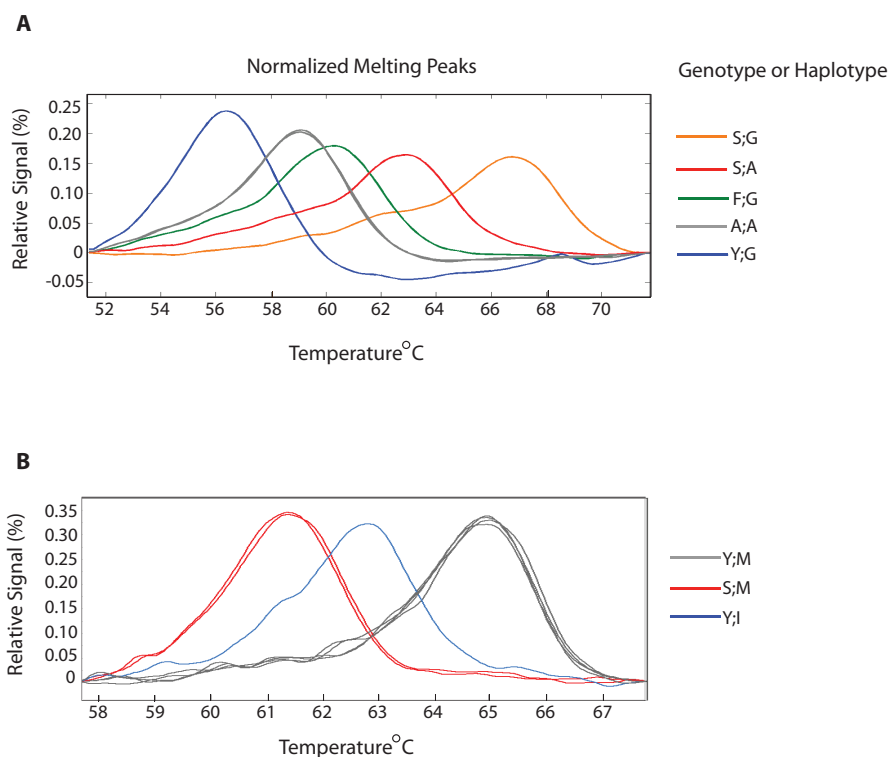 A
Normalized Melting Peaks
Genotype or Haplotype
Relative Signal (%)
0.25
0.20
0.15
0.10
0.05
0
-0.05
52 54 56 58 60 62 64 66 68 70
Temperature°C
S;G
S;A
F;G
A;A
Y;G
B
Relative Signal (%)
0.35
0.30
0.25
0.20
0.15
0.10
0.05
0
58 59 60 61 62 63 64 65 66 67
Temperature°C
Y;M
S;M
Y;I